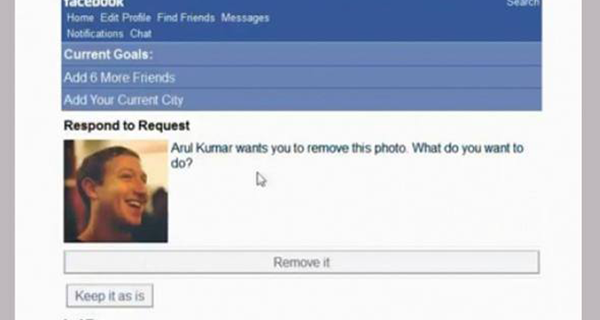 facebook
Search
Home Edit Profile Find Friends Messages
Notifications Chat
Current Goals:
Add 6 More Friends
Add Your Current City
Respond to Request
Arul Kumar wants you to remove this photo. What do you want to
do?
Remove it
Keep it as is